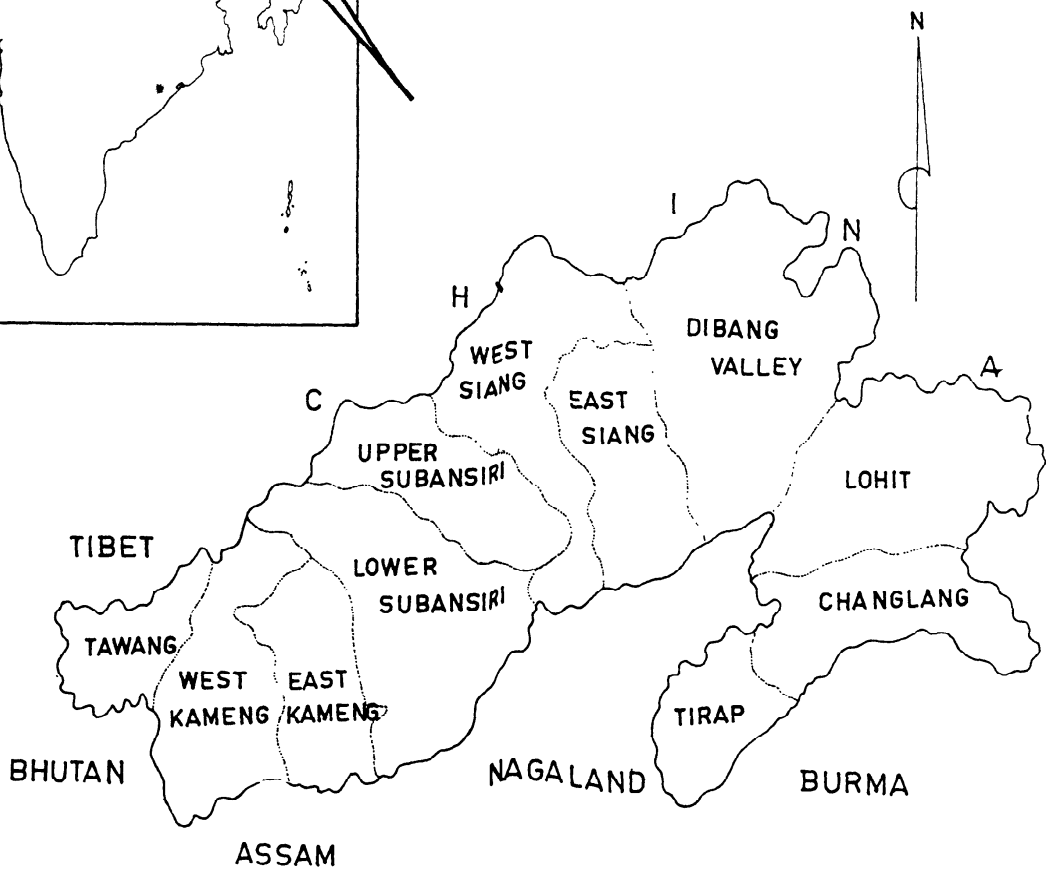 N
C H I N A
DIBANG
VALLEY
WEST
SIANG
EAST
SIANG
UPPER
SUBANSIRI
LOHIT
TIBET
LOWER
SUBANSIRI
CHANGLANG
TAWANG
WEST
KAMENG
EAST
KAMENG
TIRAP
BHUTAN
NAGALAND
BURMA
ASSAM